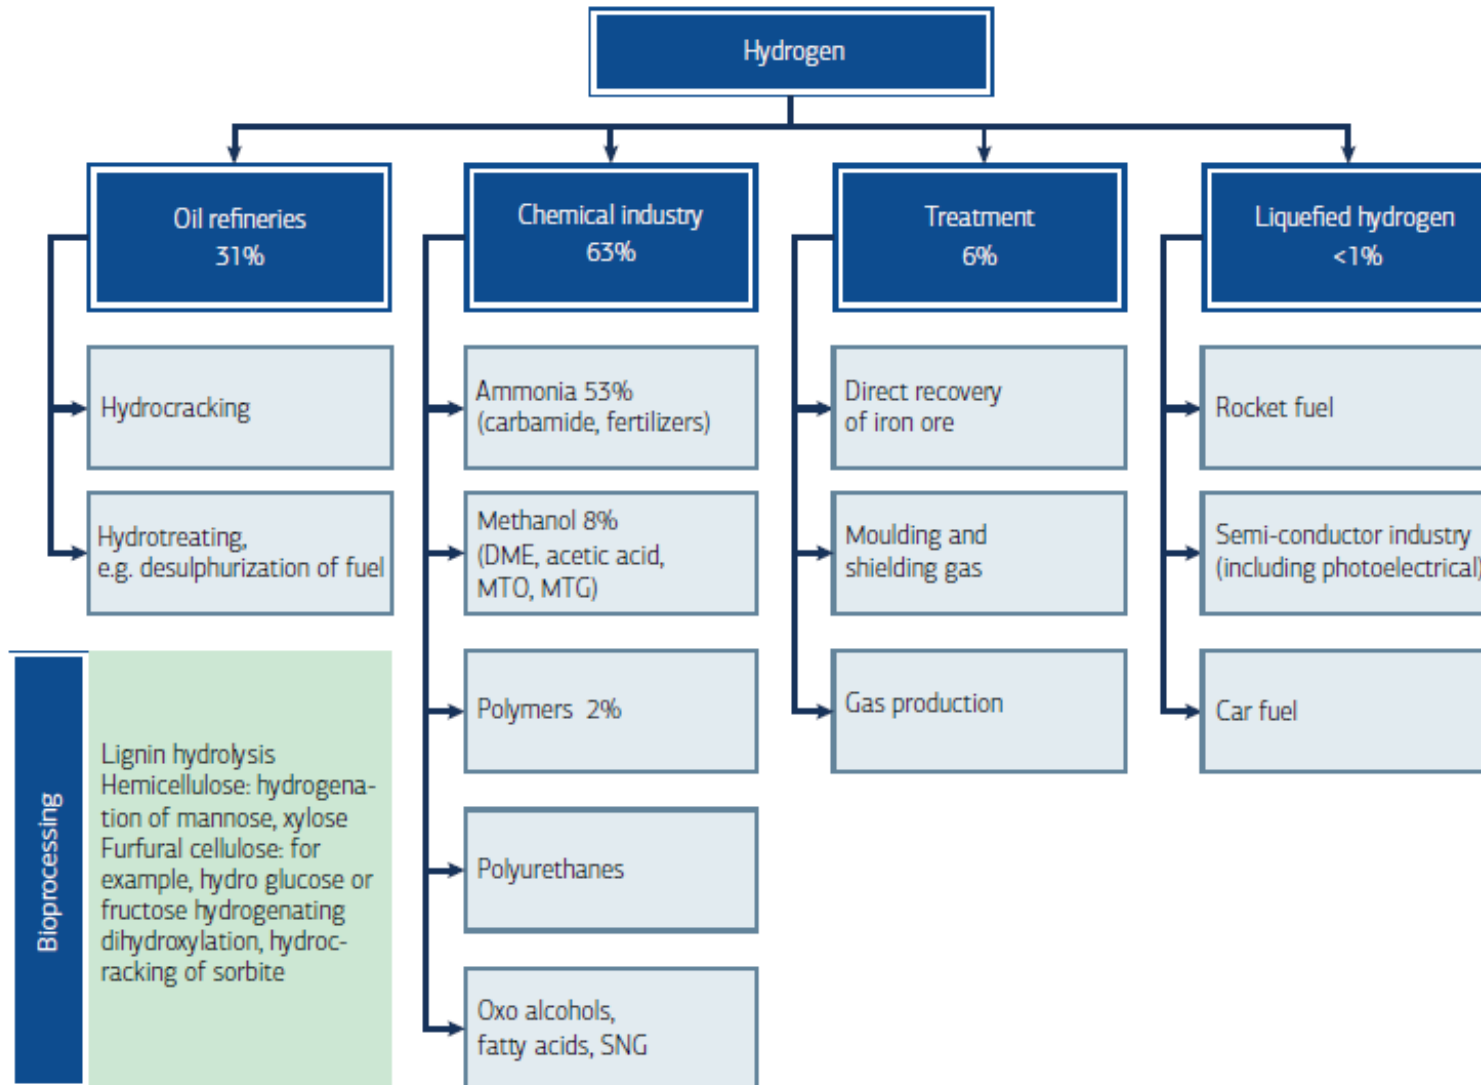 Hydrogen
Oil refineries
31%
Hydrocracking
Hydrotreating,
e.g. desulphurization of fuel
Bioprocessing
Lignin hydrolysis
Hemicellulose: hydrogena-
tion of mannose, xylose
Furfural cellulose: for
example, hydro glucose or
fructose hydrogenating
dihydroxylation, hydroc-
racking of sorbite
Chemical industry
63%
Ammonia 53%
(carbamide, fertilizers)
Methanol 8%
(DME, acetic acid,
MTO, MTG)
Polymers 2%
Polyurethanes
Oxo alcohols,
fatty acids, SNG
Treatment
6%
Direct recovery
of iron ore
Moulding and
shielding gas
Gas production
Liquefied hydrogen
<1%
Rocket fuel
Semi-conductor industry
(including photoelectrical)
Car fuel